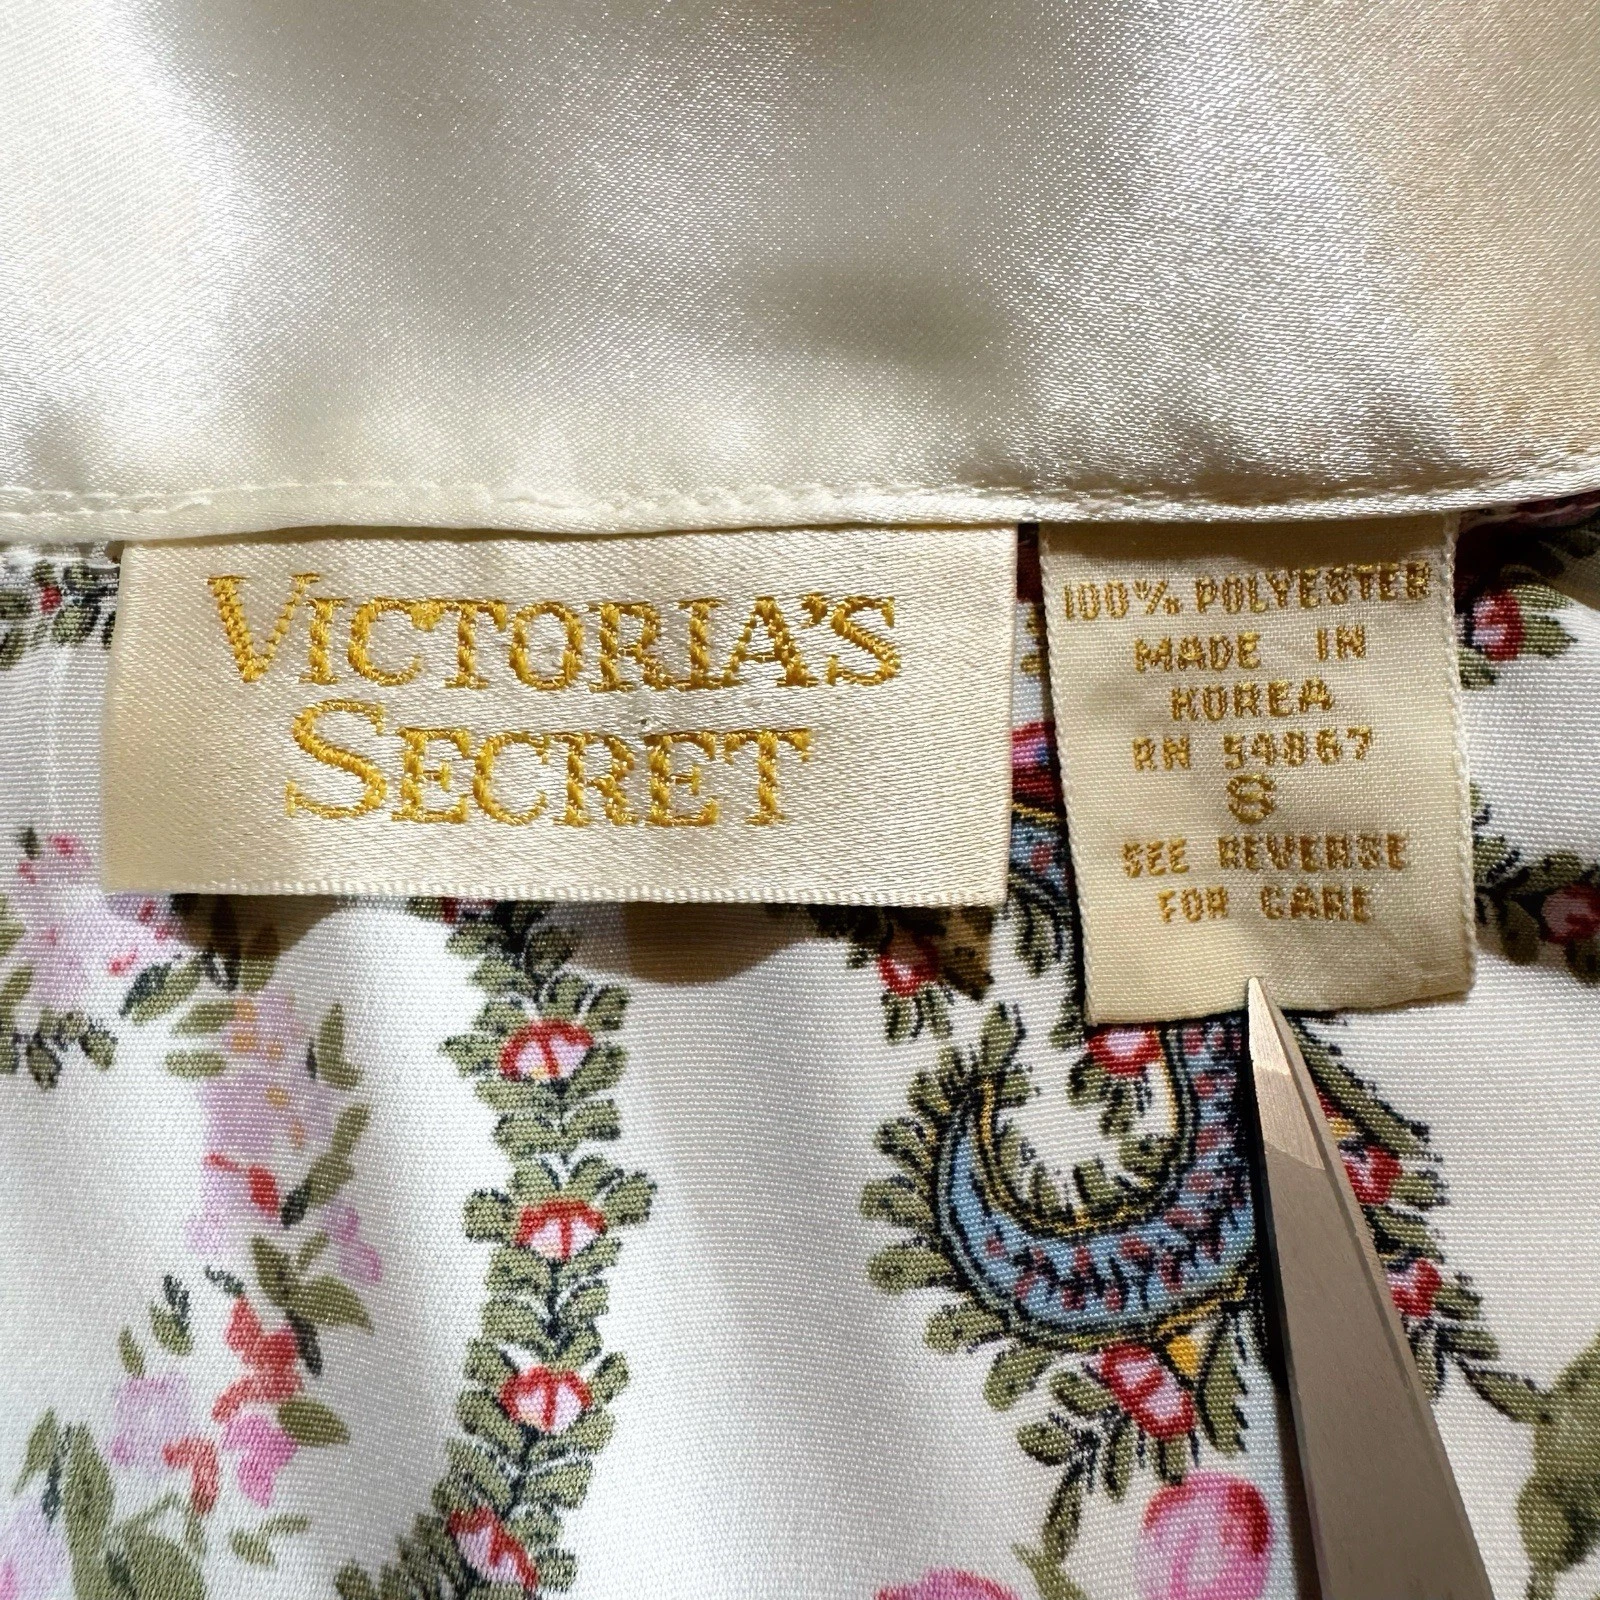 VICTORIA'S
SECRET
100% POLYESTER
MADE IN
KOREA
RN 54867
S
SEE REVERSE
FOR CARE